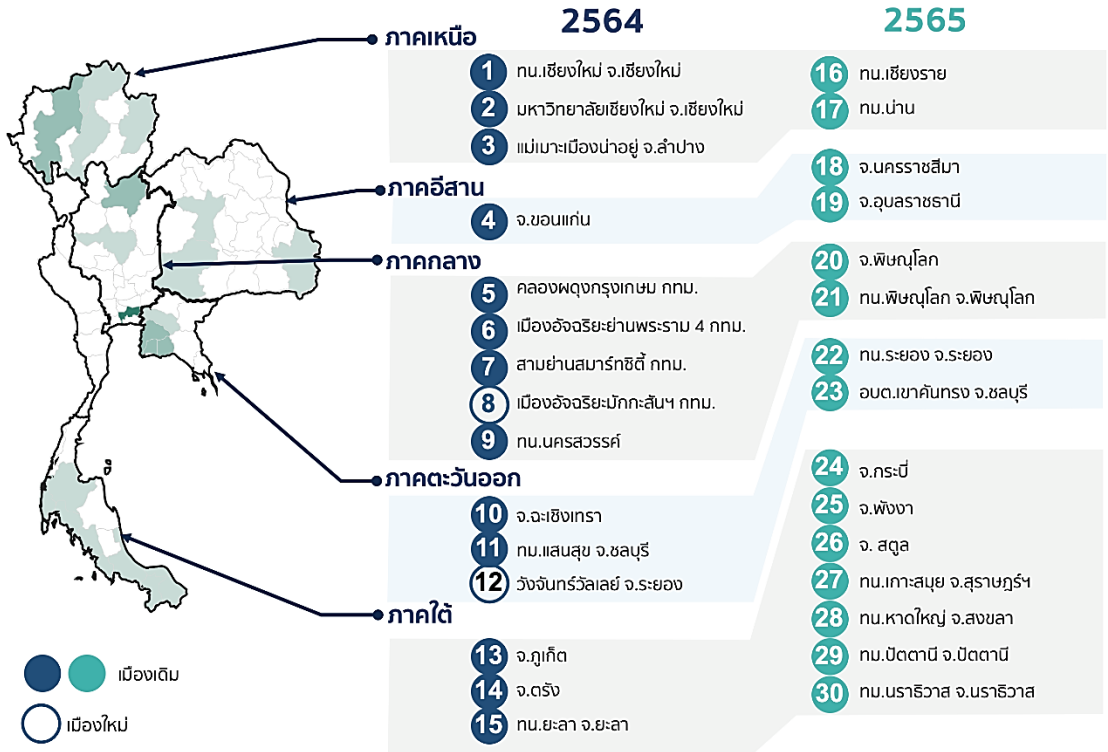 2564
2565
ภาคเหนือ
1 ทน.เชียงใหม่ จ.เชียงใหม่
2 มหาวิทยาลัยเชียงใหม่ จ.เชียงใหม่
3 แม่เมาะเมืองน่าอยู่ จ.ลำปาง
16 ทน.เชียงราย
17 ทม.น่าน
ภาคอีสาน
4 จ.ขอนแก่น
18 จ.นครราชสีมา
19 จ.อุบลราชธานี
ภาคกลาง
5 คลองผดุงกรุงเกษม กทม.
6 เมืองอัจฉริยะย่านพระราม 4 กทม.
7 สามย่านสมาร์ทซิตี้ กทม.
8 เมืองอัจฉริยะมักกะสันฯ กทม.
9 ทน.นครสวรรค์
20 จ.พิษณุโลก
21 ทน.พิษณุโลก จ.พิษณุโลก
ภาคตะวันออก
10 จ.ฉะเชิงเทรา
11 ทม.แสนสุข จ.ชลบุรี
12 วังจันทร์วัลเลย์ จ.ระยอง
22 ทน.ระยอง จ.ระยอง
23 อบต.เขาคันทรง จ.ชลบุรี
ภาคใต้
13 จ.ภูเก็ต
14 จ.ตรัง
15 ทน.ยะลา จ.ยะลา
24 จ.กระบี่
25 จ.พังงา
26 จ. สตูล
27 ทน.เกาะสมุย จ.สุราษฎร์ฯ
28 ทน.หาดใหญ่ จ.สงขลา
29 ทม.ปัตตานี จ.ปัตตานี
30 ทม.นราธิวาส จ.นราธิวาส
เมืองเดิม
เมืองใหม่